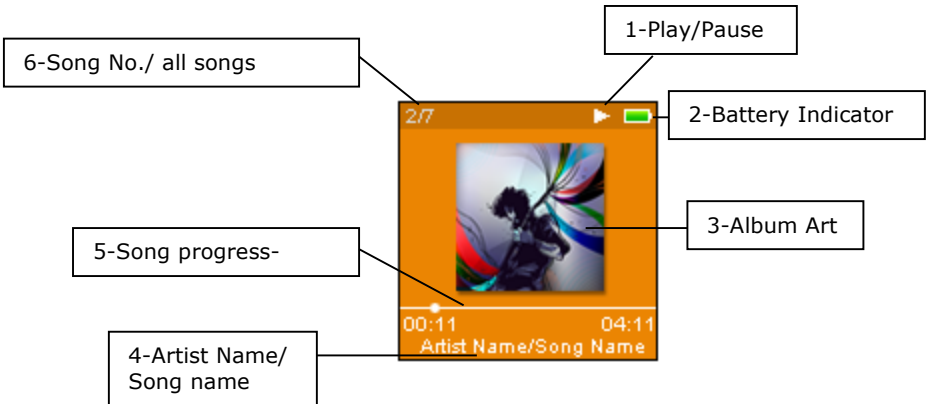 1-Play/Pause
6-Song No./ all songs
2/7
2-Battery Indicator
3-Album Art
5-Song progress-
00:11 04:11
Artist Name/Song Name
4-Artist Name/
Song name